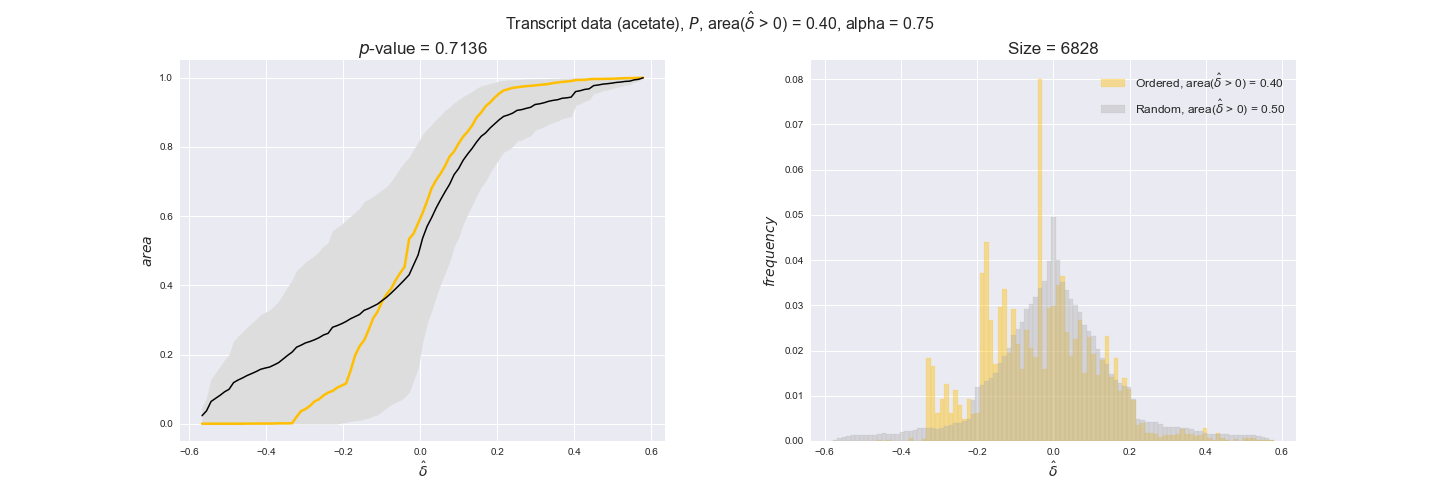 Transcript data (acetate), P, area(δ̂ > 0) = 0.40, alpha = 0.75
p-value = 0.7136
1.0
0.8
0.6
0.4
0.2
0.0
area
−0.6 −0.4 −0.2 0.0 0.2 0.4 0.6
δ̂
Size = 6828
Ordered, area(δ̂ > 0) = 0.40
Random, area(δ̂ > 0) = 0.50
0.08
0.07
0.06
0.05
0.04
0.03
0.02
0.01
0.00
frequency
−0.6 −0.4 −0.2 0.0 0.2 0.4 0.6
δ̂